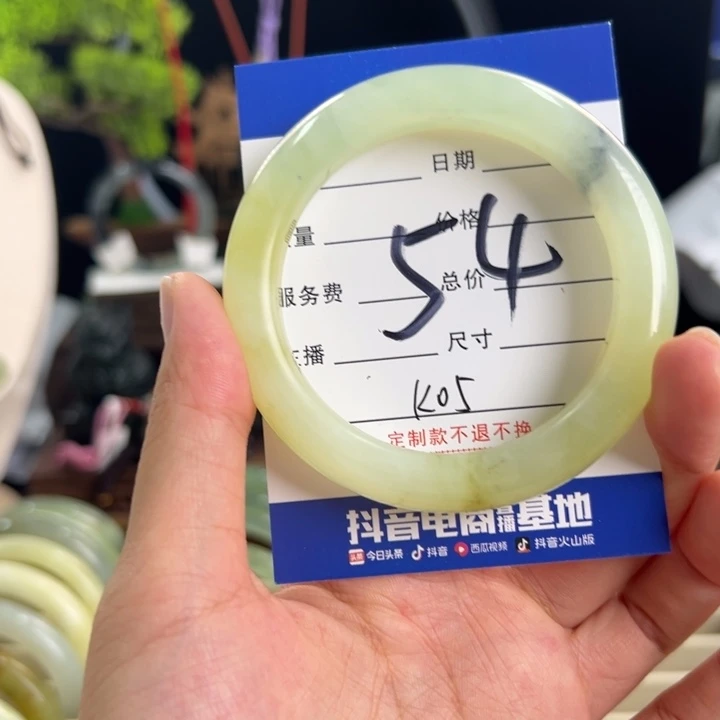 日期
量 价格
54
服务费 总价
播 尺寸
K05
定制款不退不换
抖音电商直播基地
头条 今日头条 抖音 西瓜视频 抖音火山版